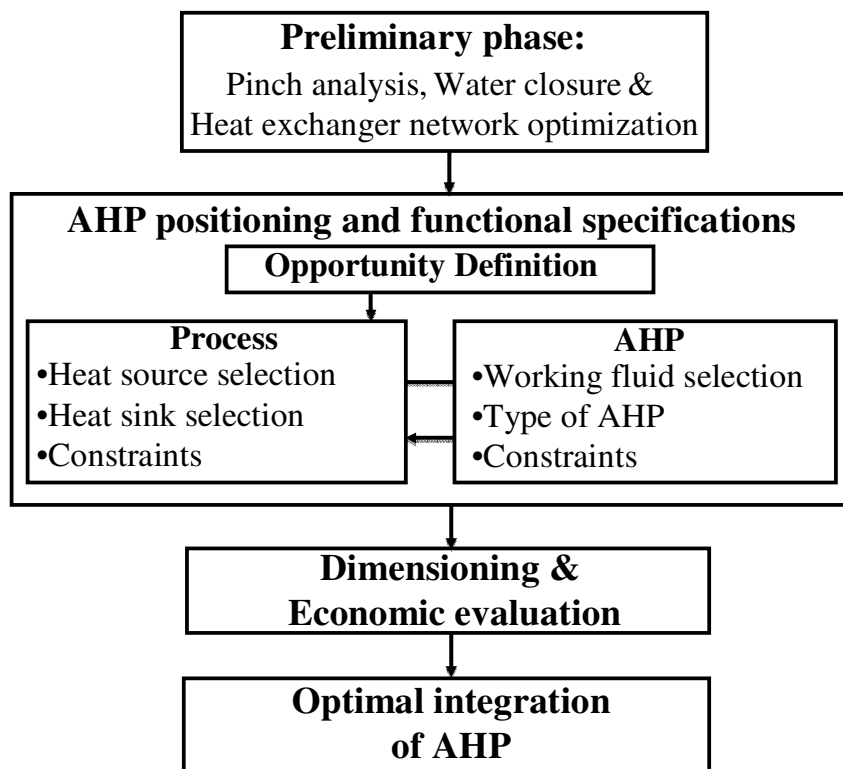 Preliminary phase:
Pinch analysis, Water closure &
Heat exchanger network optimization
AHP positioning and functional specifications
Opportunity Definition
Process
•Heat source selection
•Heat sink selection
•Constraints
AHP
•Working fluid selection
•Type of AHP
•Constraints
Dimensioning &
Economic evaluation
Optimal integration
of AHP